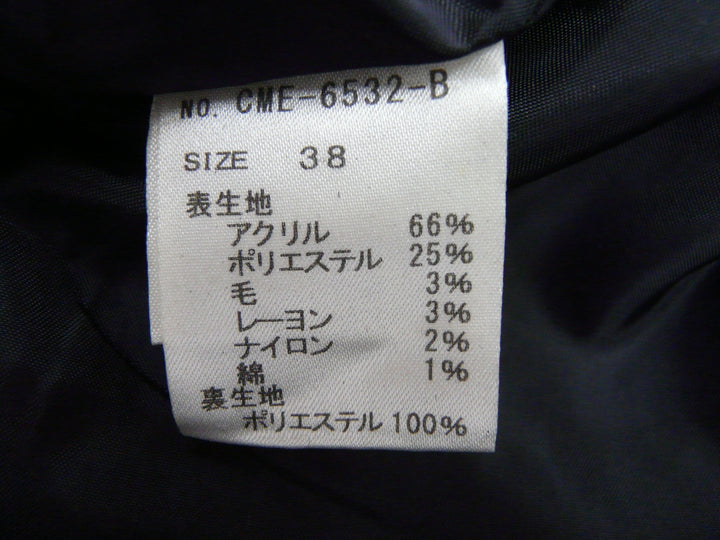 NO. CME-6532-B
SIZE 38
表生地
アクリル 66%
ポリエステル 25%
毛 3%
レーヨン 3%
ナイロン 2%
綿 1%
裏生地
ポリエステル 100%